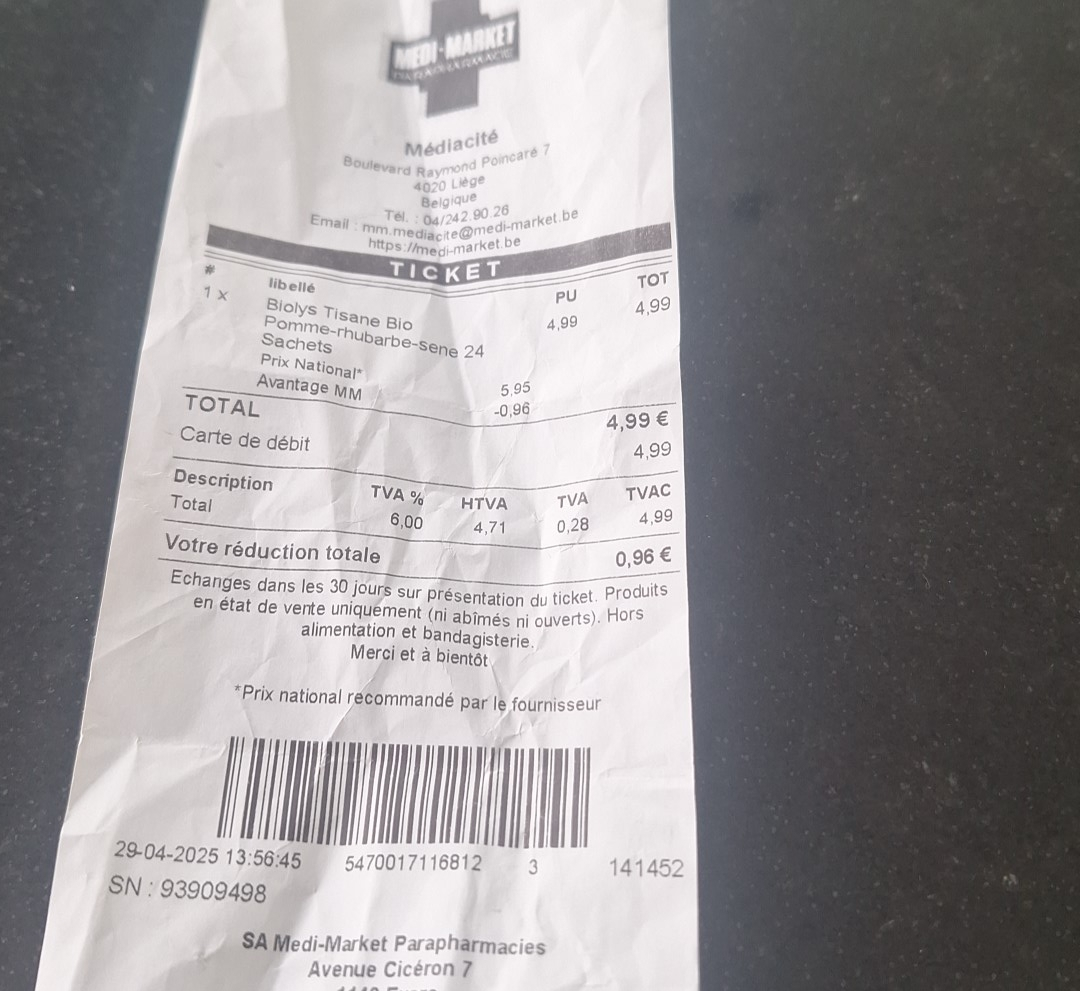 MEDI-MARKET
PARAPHARMACIE
Médiacité
Boulevard Raymond Poincaré 7
4020 Liège
Belgique
Tél. : 04/242.90.26
Email : mm.mediacite@medi-market.be
https://medi-market.be
TICKET
# libellé PU TOT
1 x Biolys Tisane Bio 4,99 4,99
Pomme-rhubarbe-sene 24
Sachets
Prix National* 5,95
Avantage MM -0,96
TOTAL 4,99 €
Carte de débit 4,99
Description TVA % HTVA TVA TVAC
Total 6,00 4,71 0,28 4,99
Votre réduction totale 0,96 €
Echanges dans les 30 jours sur présentation du ticket. Produits
en état de vente uniquement (ni abîmés ni ouverts). Hors
alimentation et bandagisterie.
Merci et à bientôt
*Prix national recommandé par le fournisseur
29-04-2025 13:56:45 5470017116812 3 141452
SN : 93909498
SA Medi-Market Parapharmacies
Avenue Cicéron 7